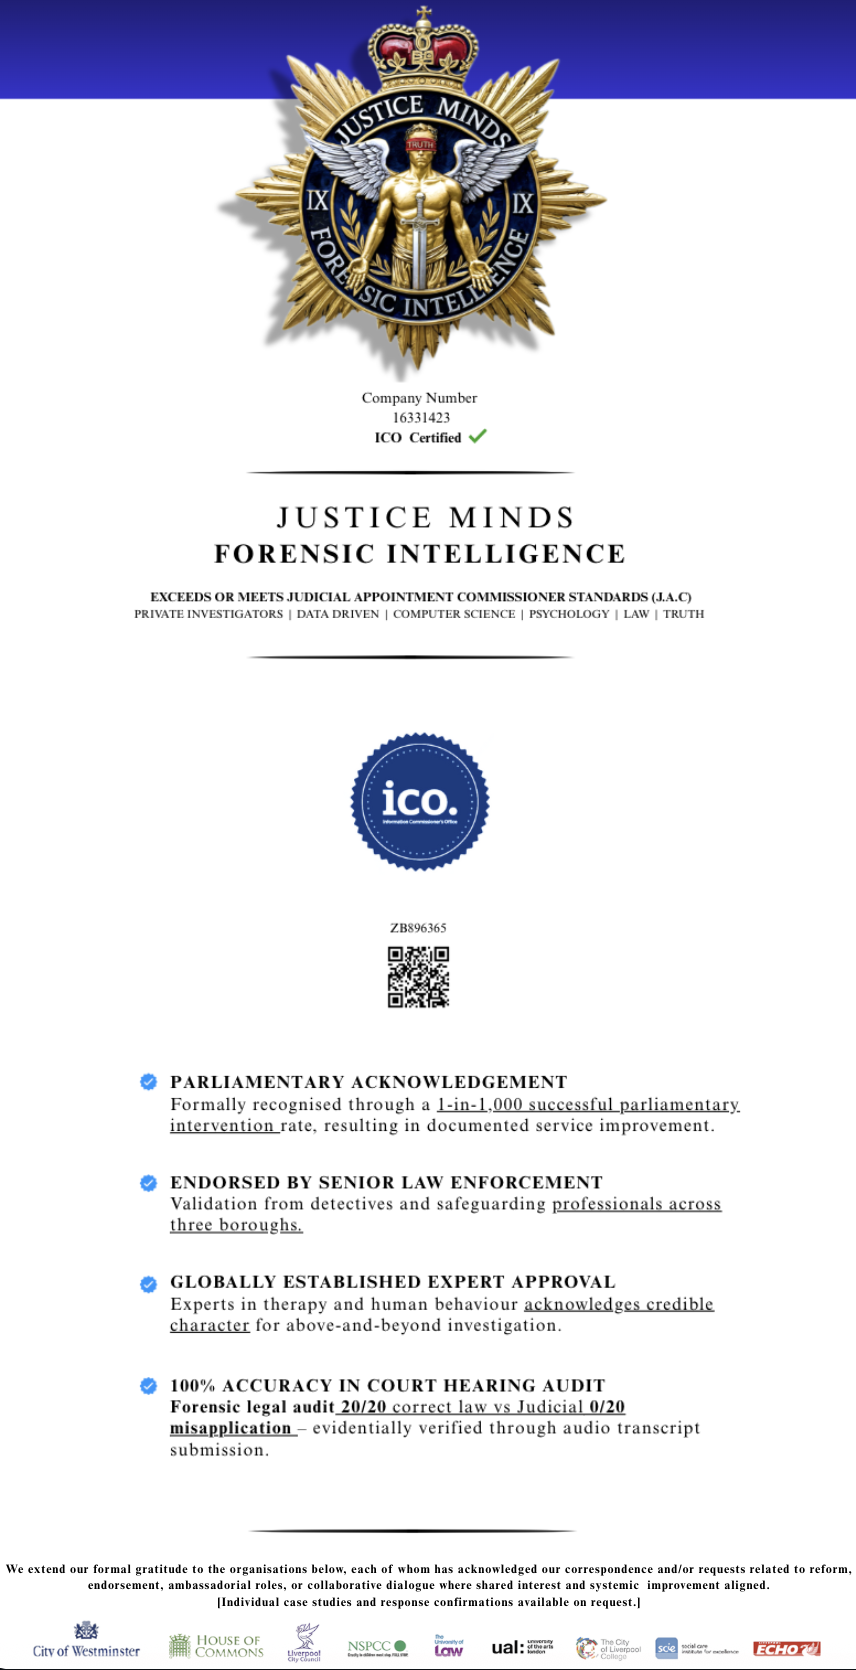 JUSTICE MINDS
TRUTH
IX
IX
FORENSIC INTELLIGENCE
Company Number
16331423
ICO Certified
JUSTICE MINDS
FORENSIC INTELLIGENCE
EXCEEDS OR MEETS JUDICIAL APPOINTMENT COMMISSIONER STANDARDS (J.A.C)
PRIVATE INVESTIGATORS | DATA DRIVEN | COMPUTER SCIENCE | PSYCHOLOGY | LAW | TRUTH
ico.
Information Commissioner's Office
ZB896365
PARLIAMENTARY ACKNOWLEDGEMENT
Formally recognised through a 1-in-1,000 successful parliamentary
intervention rate, resulting in documented service improvement.
ENDORSED BY SENIOR LAW ENFORCEMENT
Validation from detectives and safeguarding professionals across
three boroughs.
GLOBALLY ESTABLISHED EXPERT APPROVAL
Experts in therapy and human behaviour acknowledges credible
character for above-and-beyond investigation.
100% ACCURACY IN COURT HEARING AUDIT
Forensic legal audit 20/20 correct law vs Judicial 0/20
misapplication – evidentially verified through audio transcript
submission.
We extend our formal gratitude to the organisations below, each of whom has acknowledged our correspondence and/or requests related to reform,
endorsement, ambassadorial roles, or collaborative dialogue where shared interest and systemic improvement aligned.
[Individual case studies and response confirmations available on request.]
City of Westminster
HOUSE OF
COMMONS
Liverpool
City Council
NSPCC
The
University of
Law
ual:
university
of the arts
london
The City
of Liverpool
College
scie
social care
institute for excellence
ECHO